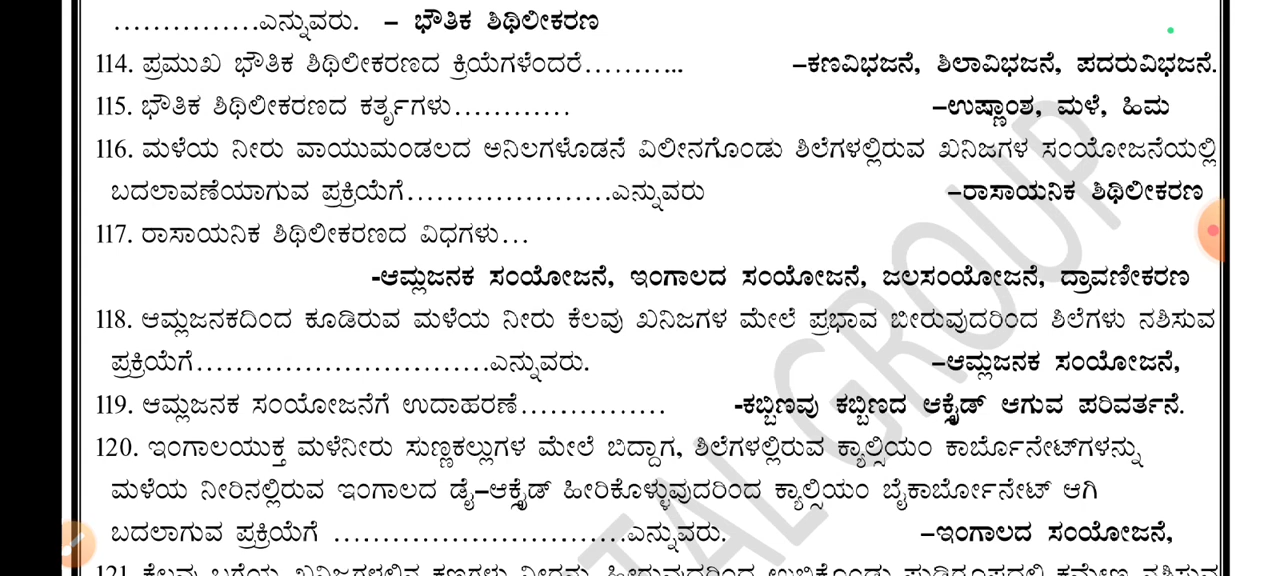 ...............ಎನ್ನುವರು. – ಭೌತಿಕ ಶಿಥಿಲೀಕರಣ
114. ಪ್ರಮುಖ ಭೌತಿಕ ಶಿಥಿಲೀಕರಣದ ಕ್ರಿಯೆಗಳೆಂದರೆ............ –ಕಣವಿಭಜನೆ, ಶಿಲಾವಿಭಜನೆ, ಪದರುವಿಭಜನೆ.
115. ಭೌತಿಕ ಶಿಥಿಲೀಕರಣದ ಕರ್ತೃಗಳು............ –ಉಷ್ಣಾಂಶ, ಮಳೆ, ಹಿಮ
116. ಮಳೆಯ ನೀರು ವಾಯುಮಂಡಲದ ಅನಿಲಗಳೊಡನೆ ವಿಲೀನಗೊಂಡು ಶಿಲೆಗಳಲ್ಲಿರುವ ಖನಿಜಗಳ ಸಂಯೋಜನೆಯಲ್ಲಿ
ಬದಲಾವಣೆಯಾಗುವ ಪ್ರಕ್ರಿಯೆಗೆ.....................ಎನ್ನುವರು –ರಾಸಾಯನಿಕ ಶಿಥಿಲೀಕರಣ
117. ರಾಸಾಯನಿಕ ಶಿಥಿಲೀಕರಣದ ವಿಧಗಳು...
-ಆಮ್ಲಜನಕ ಸಂಯೋಜನೆ, ಇಂಗಾಲದ ಸಂಯೋಜನೆ, ಜಲಸಂಯೋಜನೆ, ದ್ರಾವಣೀಕರಣ
118. ಆಮ್ಲಜನಕದಿಂದ ಕೂಡಿರುವ ಮಳೆಯ ನೀರು ಕೆಲವು ಖನಿಜಗಳ ಮೇಲೆ ಪ್ರಭಾವ ಬೀರುವುದರಿಂದ ಶಿಲೆಗಳು ನಶಿಸುವ
ಪ್ರಕ್ರಿಯೆಗೆ..............................ಎನ್ನುವರು. –ಆಮ್ಲಜನಕ ಸಂಯೋಜನೆ,
119. ಆಮ್ಲಜನಕ ಸಂಯೋಜನೆಗೆ ಉದಾಹರಣೆ............... -ಕಬ್ಬಿಣವು ಕಬ್ಬಿಣದ ಆಕ್ಸೈಡ್ ಆಗುವ ಪರಿವರ್ತನೆ.
120. ಇಂಗಾಲಯುಕ್ತ ಮಳೆನೀರು ಸುಣ್ಣಕಲ್ಲುಗಳ ಮೇಲೆ ಬಿದ್ದಾಗ, ಶಿಲೆಗಳಲ್ಲಿರುವ ಕ್ಯಾಲ್ಸಿಯಂ ಕಾರ್ಬೊನೇಟ್‌ಗಳನ್ನು
ಮಳೆಯ ನೀರಿನಲ್ಲಿರುವ ಇಂಗಾಲದ ಡೈ–ಆಕ್ಸೈಡ್ ಹೀರಿಕೊಳ್ಳುವುದರಿಂದ ಕ್ಯಾಲ್ಸಿಯಂ ಬೈಕಾರ್ಬೋನೇಟ್ ಆಗಿ
ಬದಲಾಗುವ ಪ್ರಕ್ರಿಯೆಗೆ ..............................ಎನ್ನುವರು. –ಇಂಗಾಲದ ಸಂಯೋಜನೆ,
TAL GROUP